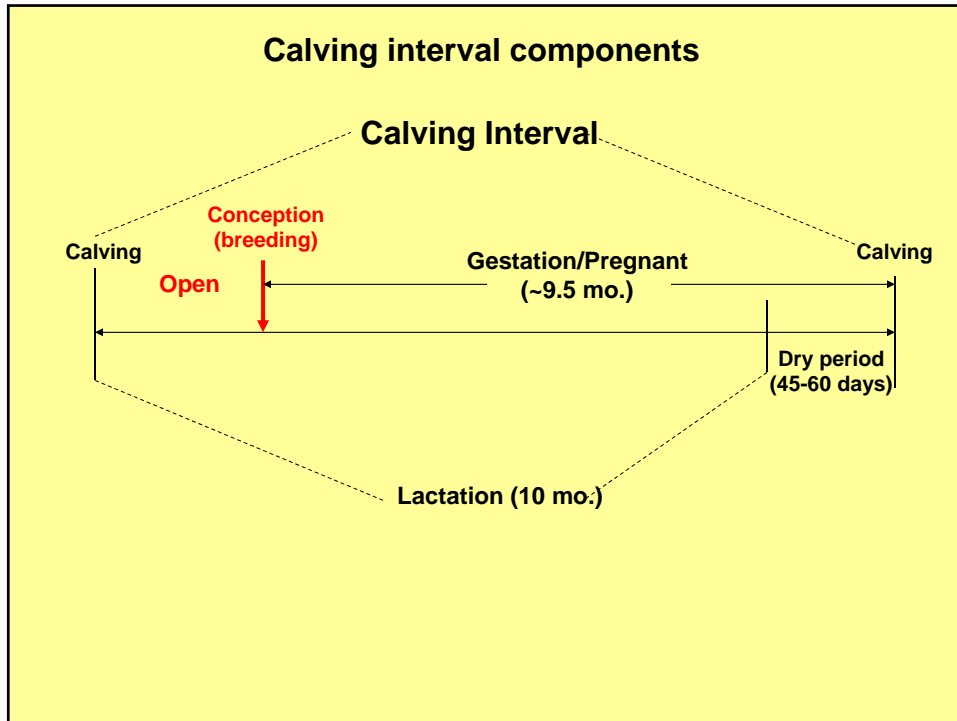 Calving interval components
Calving Interval
Conception
(breeding)
Calving
Calving
Open
Gestation/Pregnant
(~9.5 mo.)
Dry period
(45-60 days)
Lactation (10 mo.)